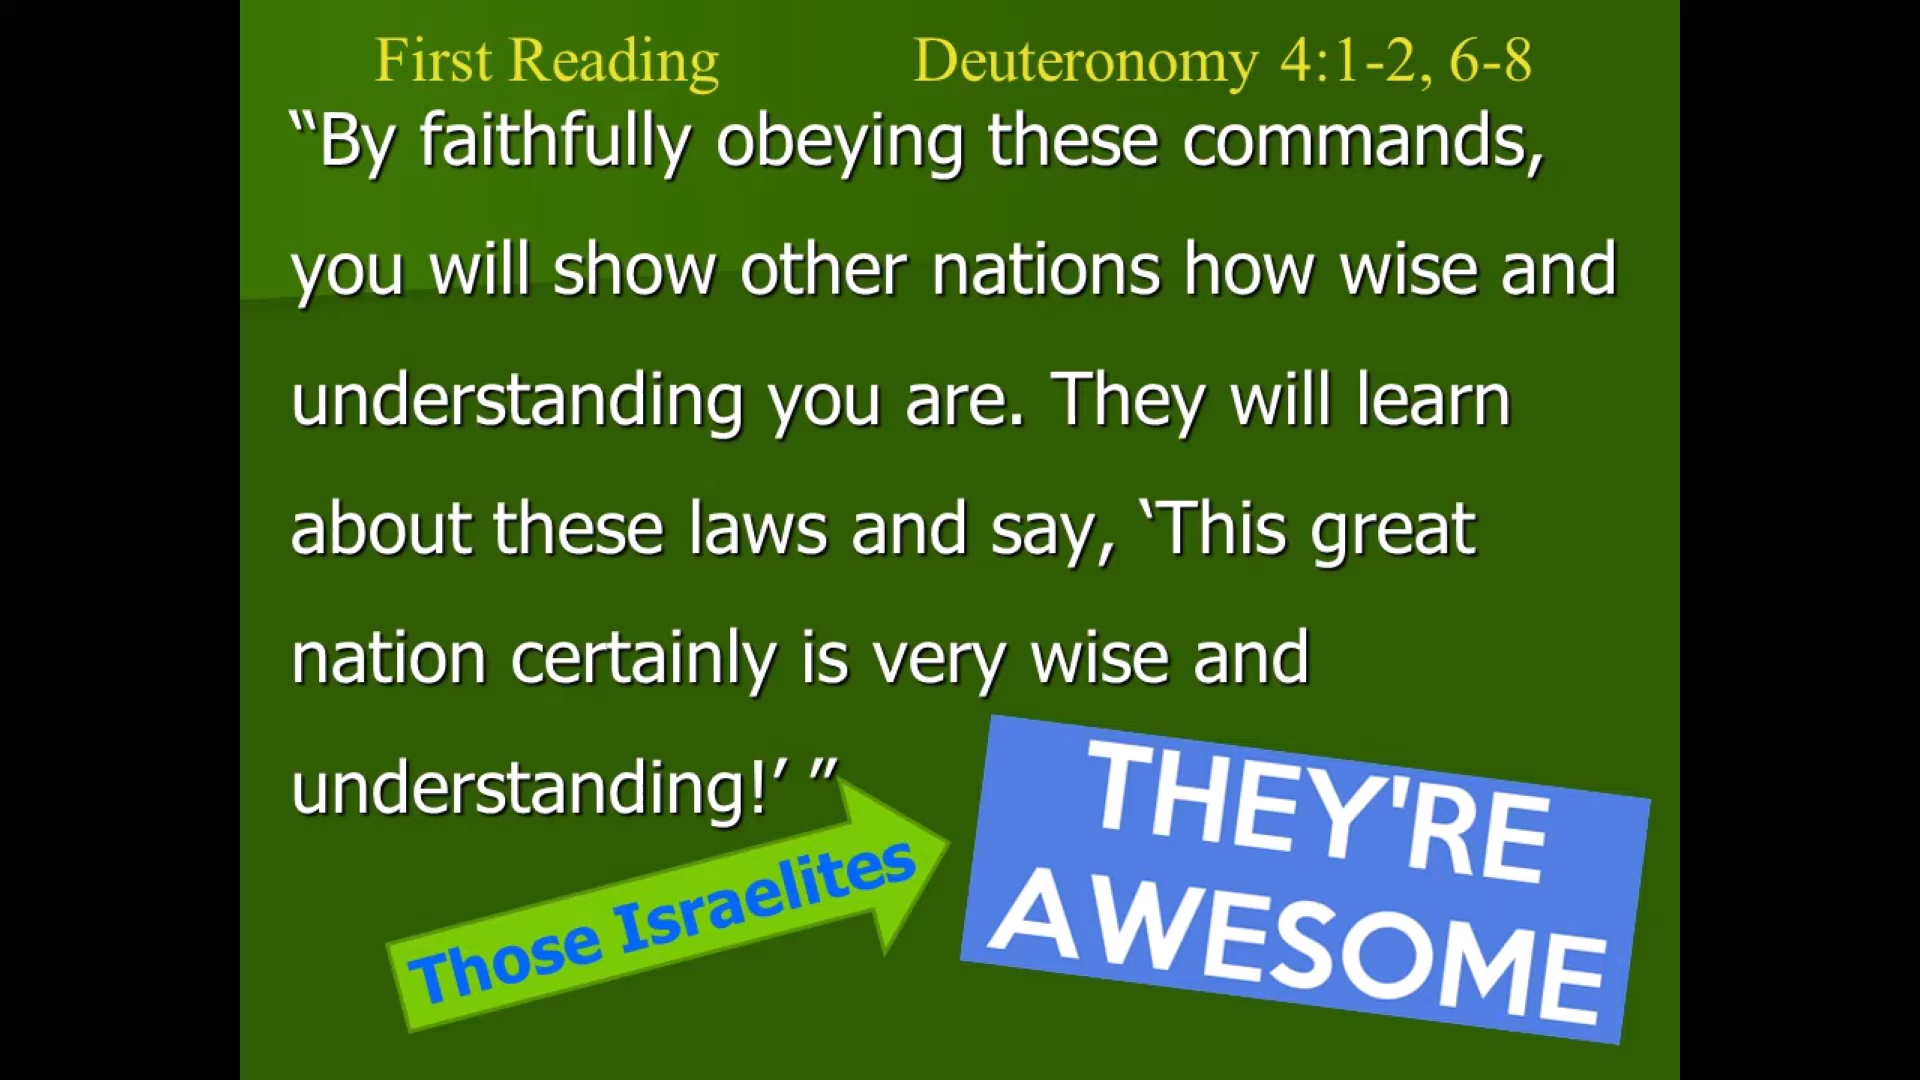 First Reading Deuteronomy 4:1-2, 6-8
“By faithfully obeying these commands,
you will show other nations how wise and
understanding you are. They will learn
about these laws and say, ‘This great
nation certainly is very wise and
understanding!’ ”
Those Israelites
THEY'RE
AWESOME